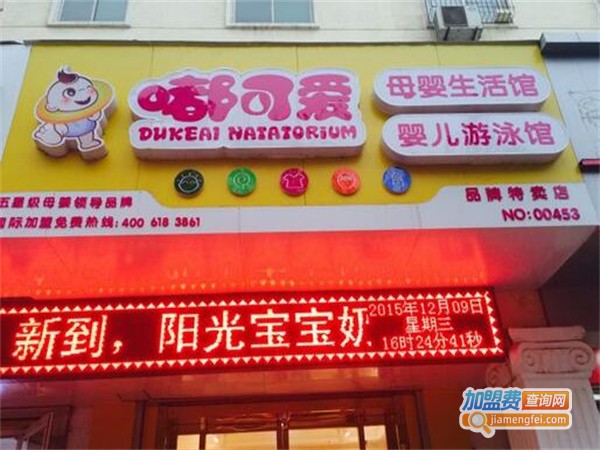 嘟可爱
DUKEAI NATATORIUM
母婴生活馆
婴儿游泳馆
五星级母婴领导品牌
国际加盟免费热线:400 618 3861
品牌特卖店
NO:00453
新到，阳光宝宝奶
2015年12月09日
星期三
16时24分41秒
加盟费查询网
jiamengfei.com